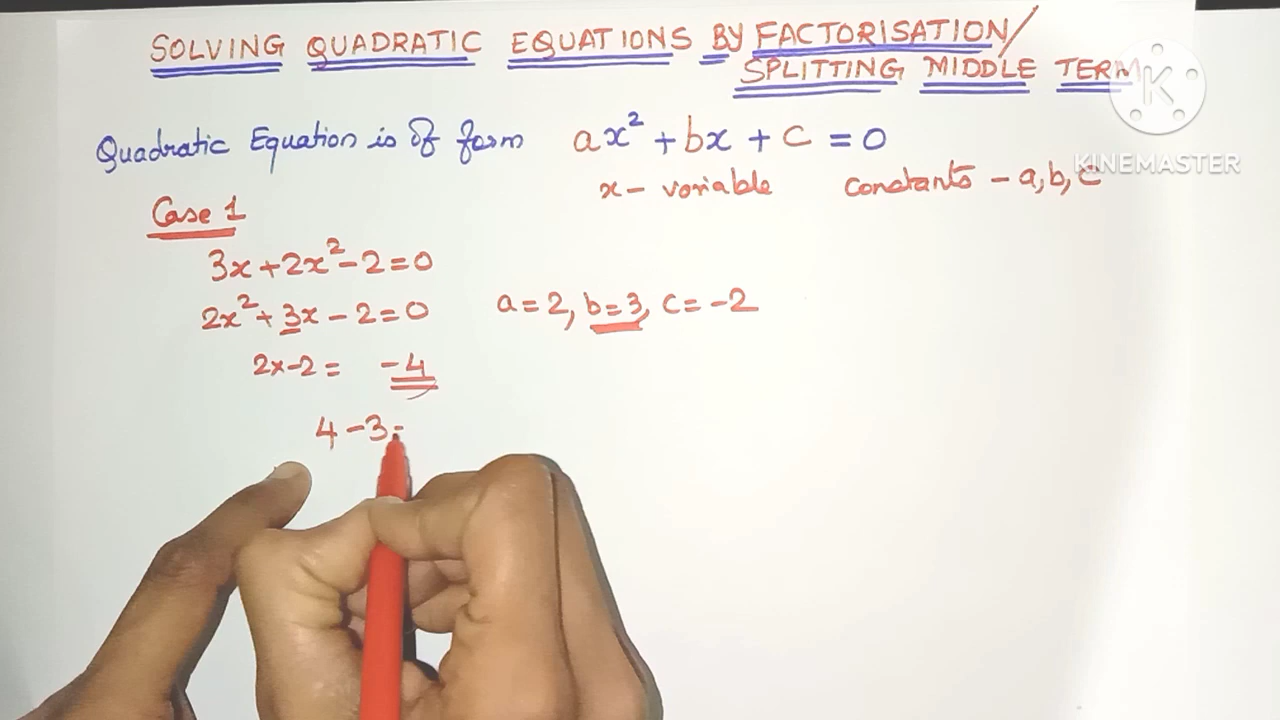 SOLVING QUADRATIC EQUATIONS BY FACTORISATION/
SPLITTING MIDDLE TERM
Quadratic Equation is of form ax² + bx + c = 0
x - variable constants - a, b, c
Case 1
3x + 2x² - 2 = 0
2x² + 3x - 2 = 0 a = 2, b = 3, c = -2
2x-2 = -4
4 - 3 =
K
KINEMASTER